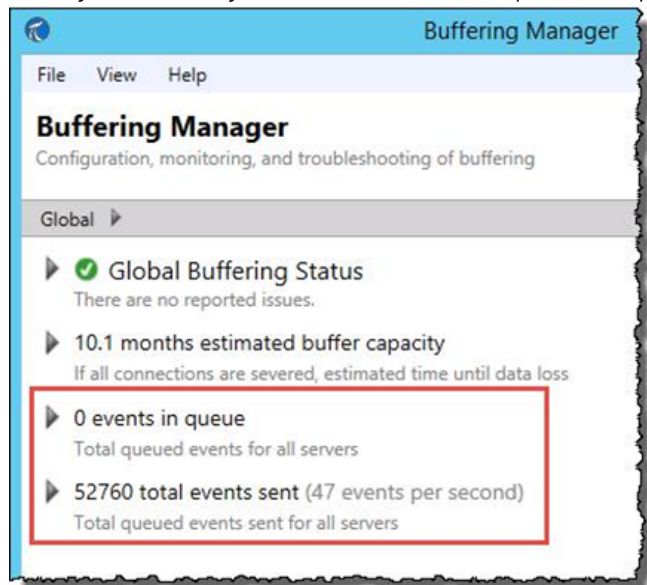 Buffering Manager
File View Help
Buffering Manager
Configuration, monitoring, and troubleshooting of buffering
Global
Global Buffering Status
There are no reported issues.
10.1 months estimated buffer capacity
If all connections are severed, estimated time until data loss
0 events in queue
Total queued events for all servers
52760 total events sent (47 events per second)
Total queued events sent for all servers